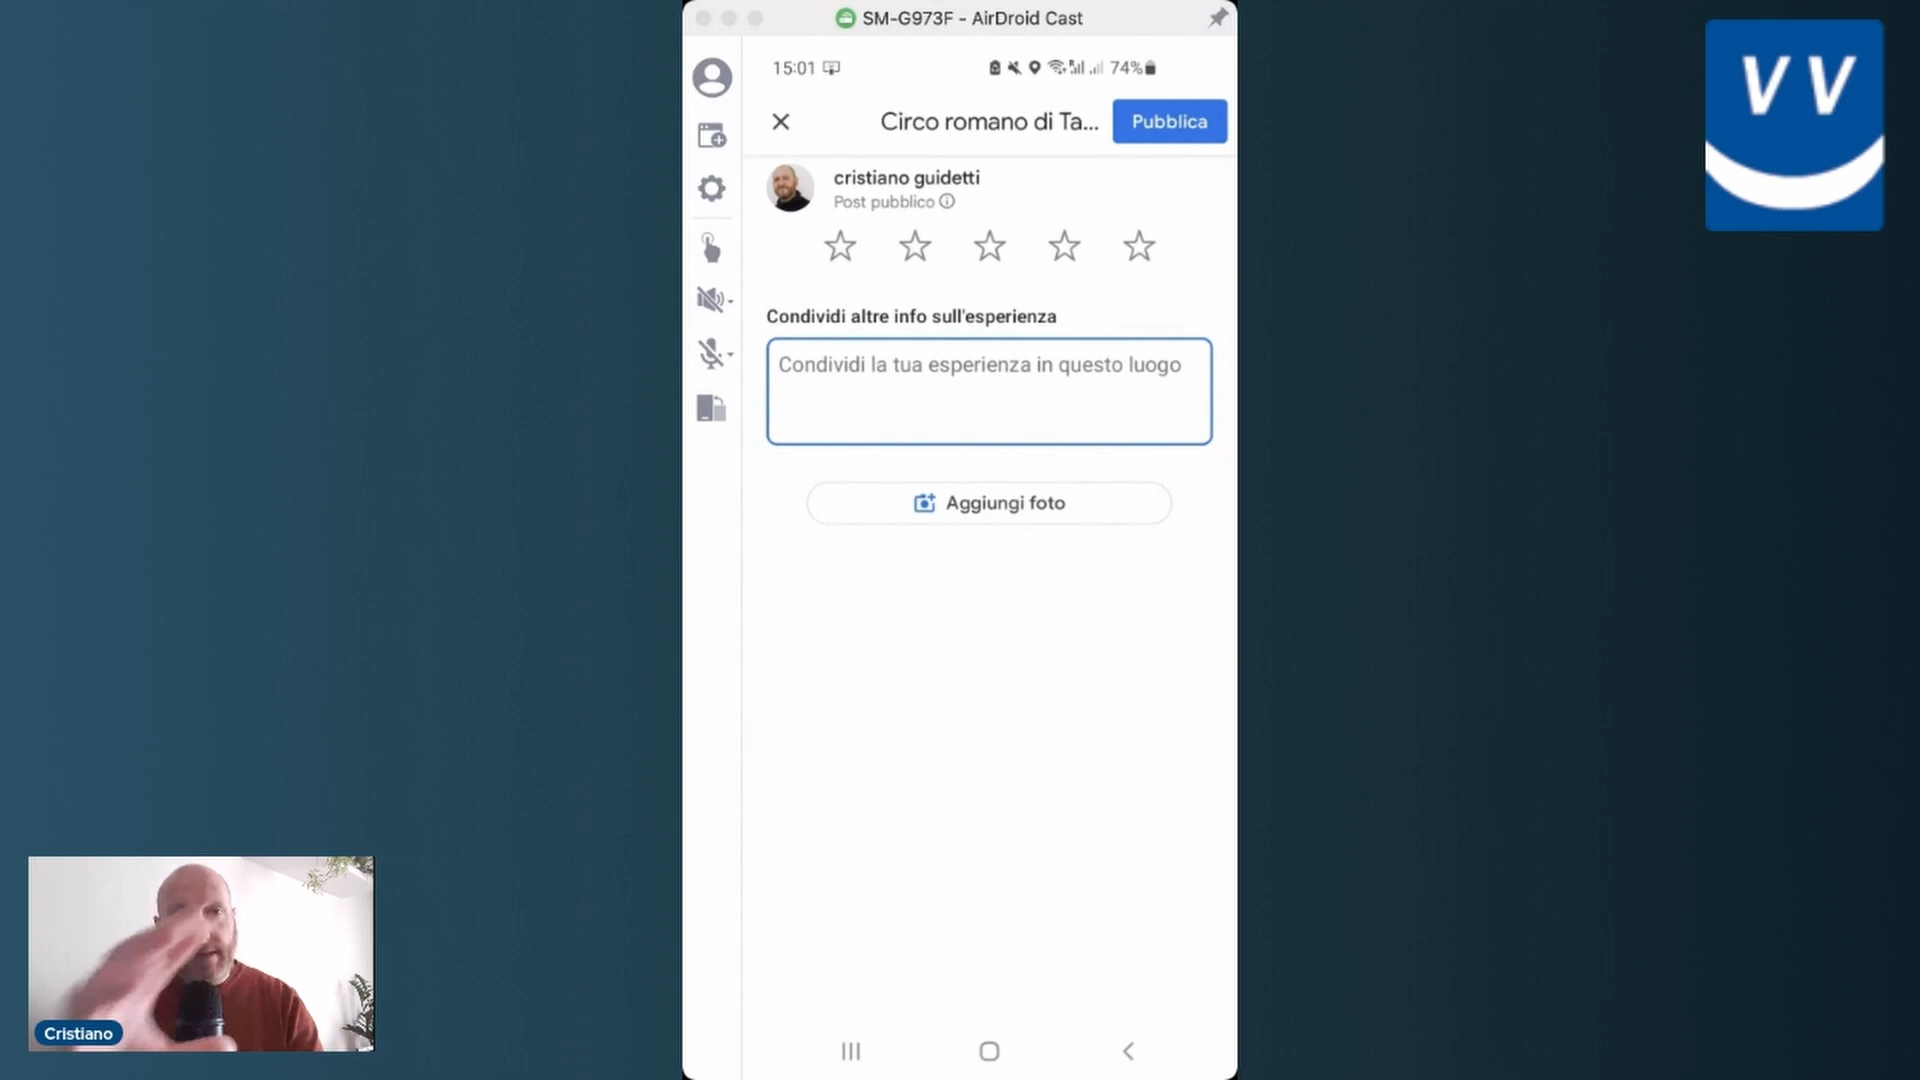 SM-G973F - AirDroid Cast
15:01
74%
Circo romano di Ta...
Pubblica
cristiano guidetti
Post pubblico
Condividi altre info sull'esperienza
Condividi la tua esperienza in questo luogo
Aggiungi foto
VV
Cristiano